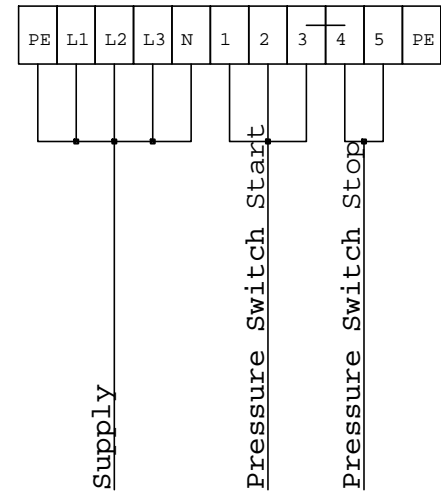 PE L1 L2 L3 N 1 2 3 4 5 PE
Supply
Pressure Switch Start
Pressure Switch Stop